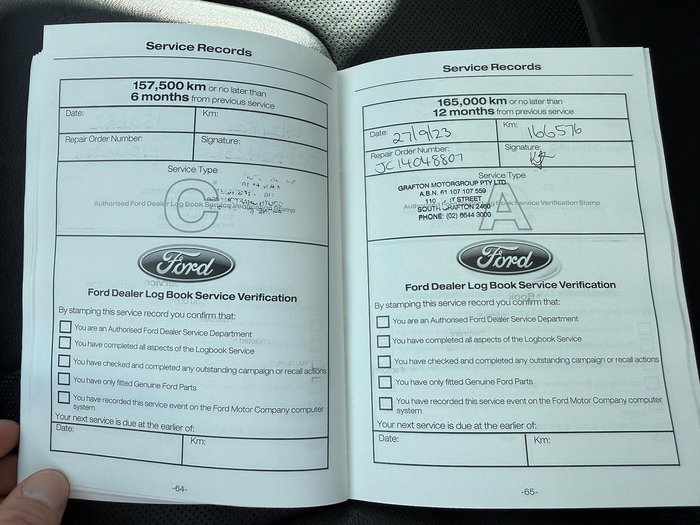 Service Records
157,500 km or no later than
6 months from previous service
Date:
Km:
Repair Order Number:
Signature:
Service Type
C
Authorised Ford Dealer Log Book Service Verification Stamp
Ford
Ford Dealer Log Book Service Verification
By stamping this service record you confirm that:
You are an Authorised Ford Dealer Service Department
You have completed all aspects of the Logbook Service
You have checked and completed any outstanding campaign or recall actions
You have only fitted Genuine Ford Parts
You have recorded this service event on the Ford Motor Company computer
system
Your next service is due at the earlier of:
Date:
Km:
-64-
Service Records
165,000 km or no later than
12 months from previous service
Date: 27/9/23
Km: 166576
Repair Order Number:
JC14048807
Signature:
Service Type
GRAFTON MOTORGROUP PTY LTD
A.B.N. 61 107 107 559
110 STREET
SOUTH GRAFTON 2460
PHONE: (02) 6644 3000
A
Authorised Ford Dealer Log Book Service Verification Stamp
Ford
Ford Dealer Log Book Service Verification
By stamping this service record you confirm that:
You are an Authorised Ford Dealer Service Department
You have completed all aspects of the Logbook Service
You have checked and completed any outstanding campaign or recall actions
You have only fitted Genuine Ford Parts
You have recorded this service event on the Ford Motor Company computer
system
Your next service is due at the earlier of:
Date:
Km:
-65-